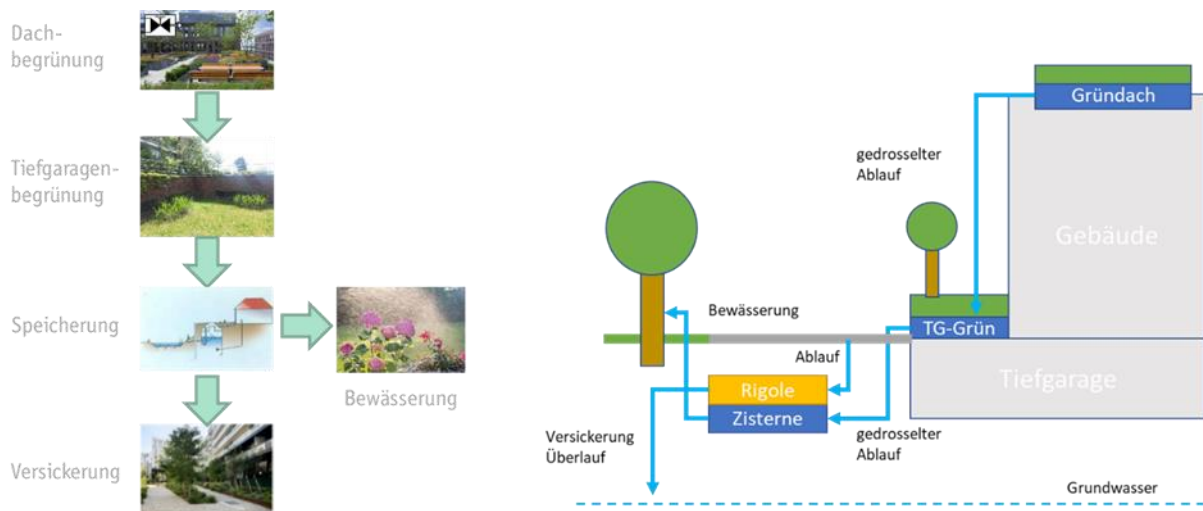 Dach-
begrünung
Tiefgaragen-
begrünung
Speicherung
Bewässerung
Versickerung
Gründach
gedrosselter
Ablauf
Gebäude
Bewässerung
TG-Grün
Ablauf
Tiefgarage
Rigole
Zisterne
Versickerung
Überlauf
gedrosselter
Ablauf
Grundwasser